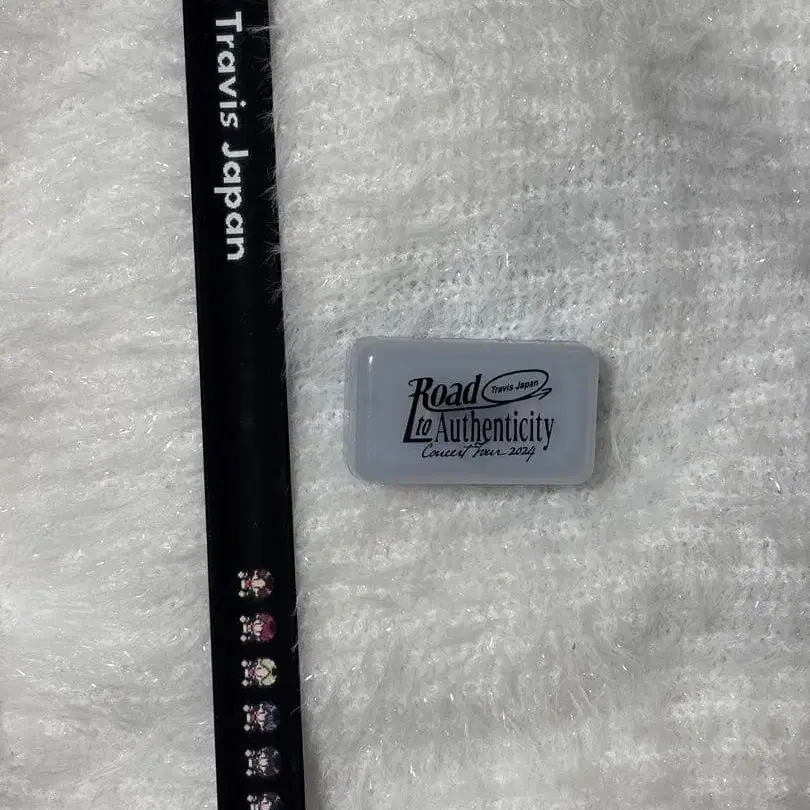 Travis Japan
Road
Travis Japan
to Authenticity
Concert Tour 2024